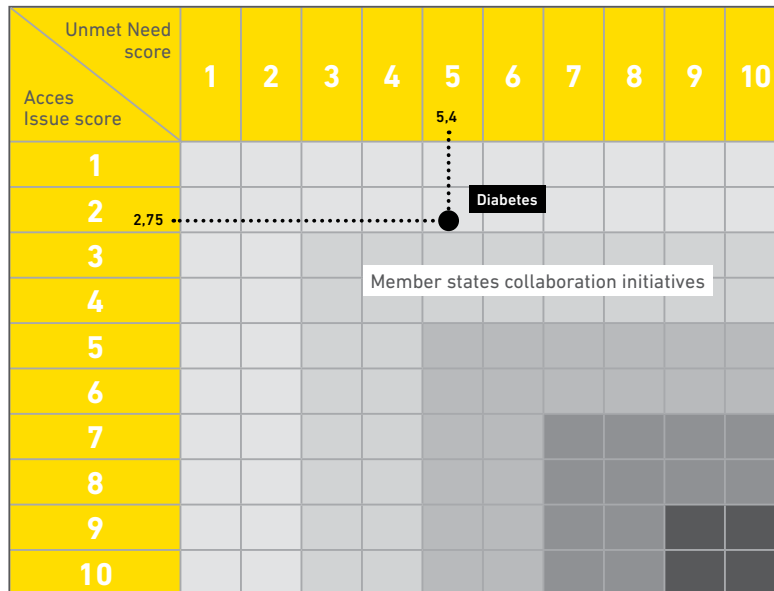 Unmet Need
score
Acces
Issue score
1 2 3 4 5 6 7 8 9 10
5,4
1
2
2,75
Diabetes
3
Member states collaboration initiatives
4
5
6
7
8
9
10